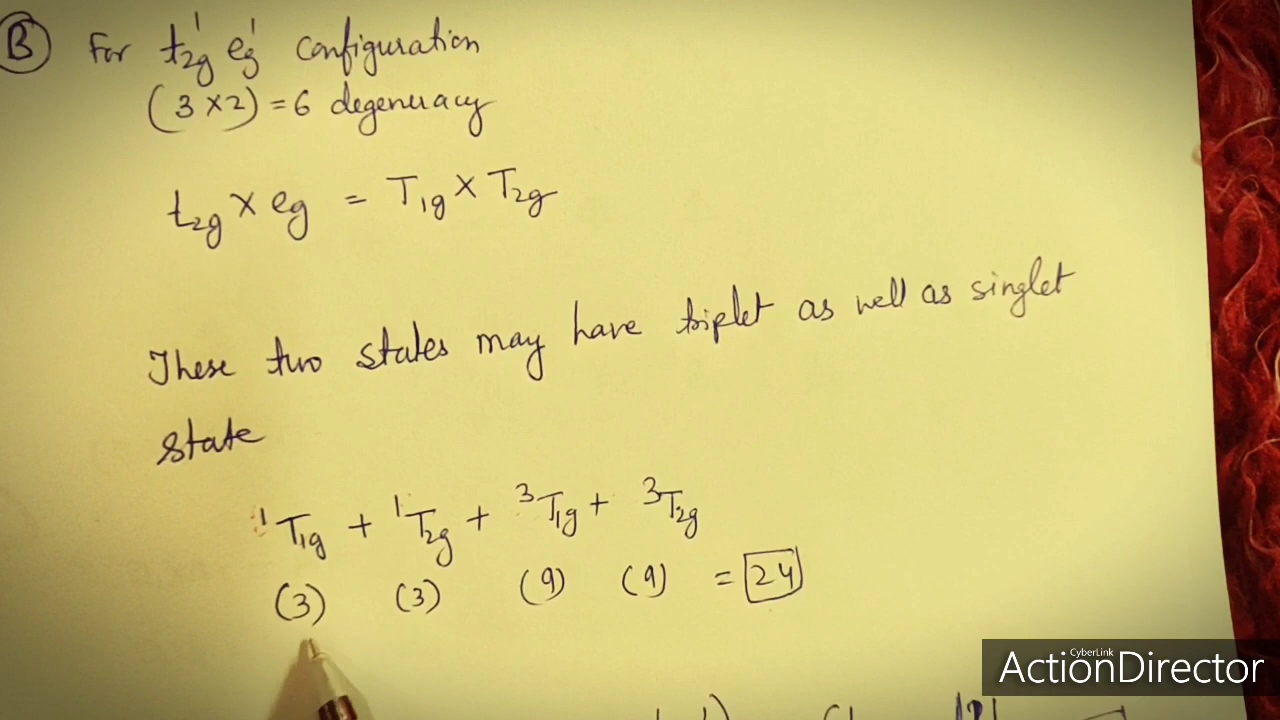 B For t₂g¹ eg¹ configuration
(3×2) = 6 degeneracy
t₂g × eg = T₁g × T₂g
These two states may have triplet as well as singlet
state
¹T₁g + ¹T₂g + ³T₁g + ³T₂g
(3) (3) (9) (9) = 24
CyberLink
ActionDirector